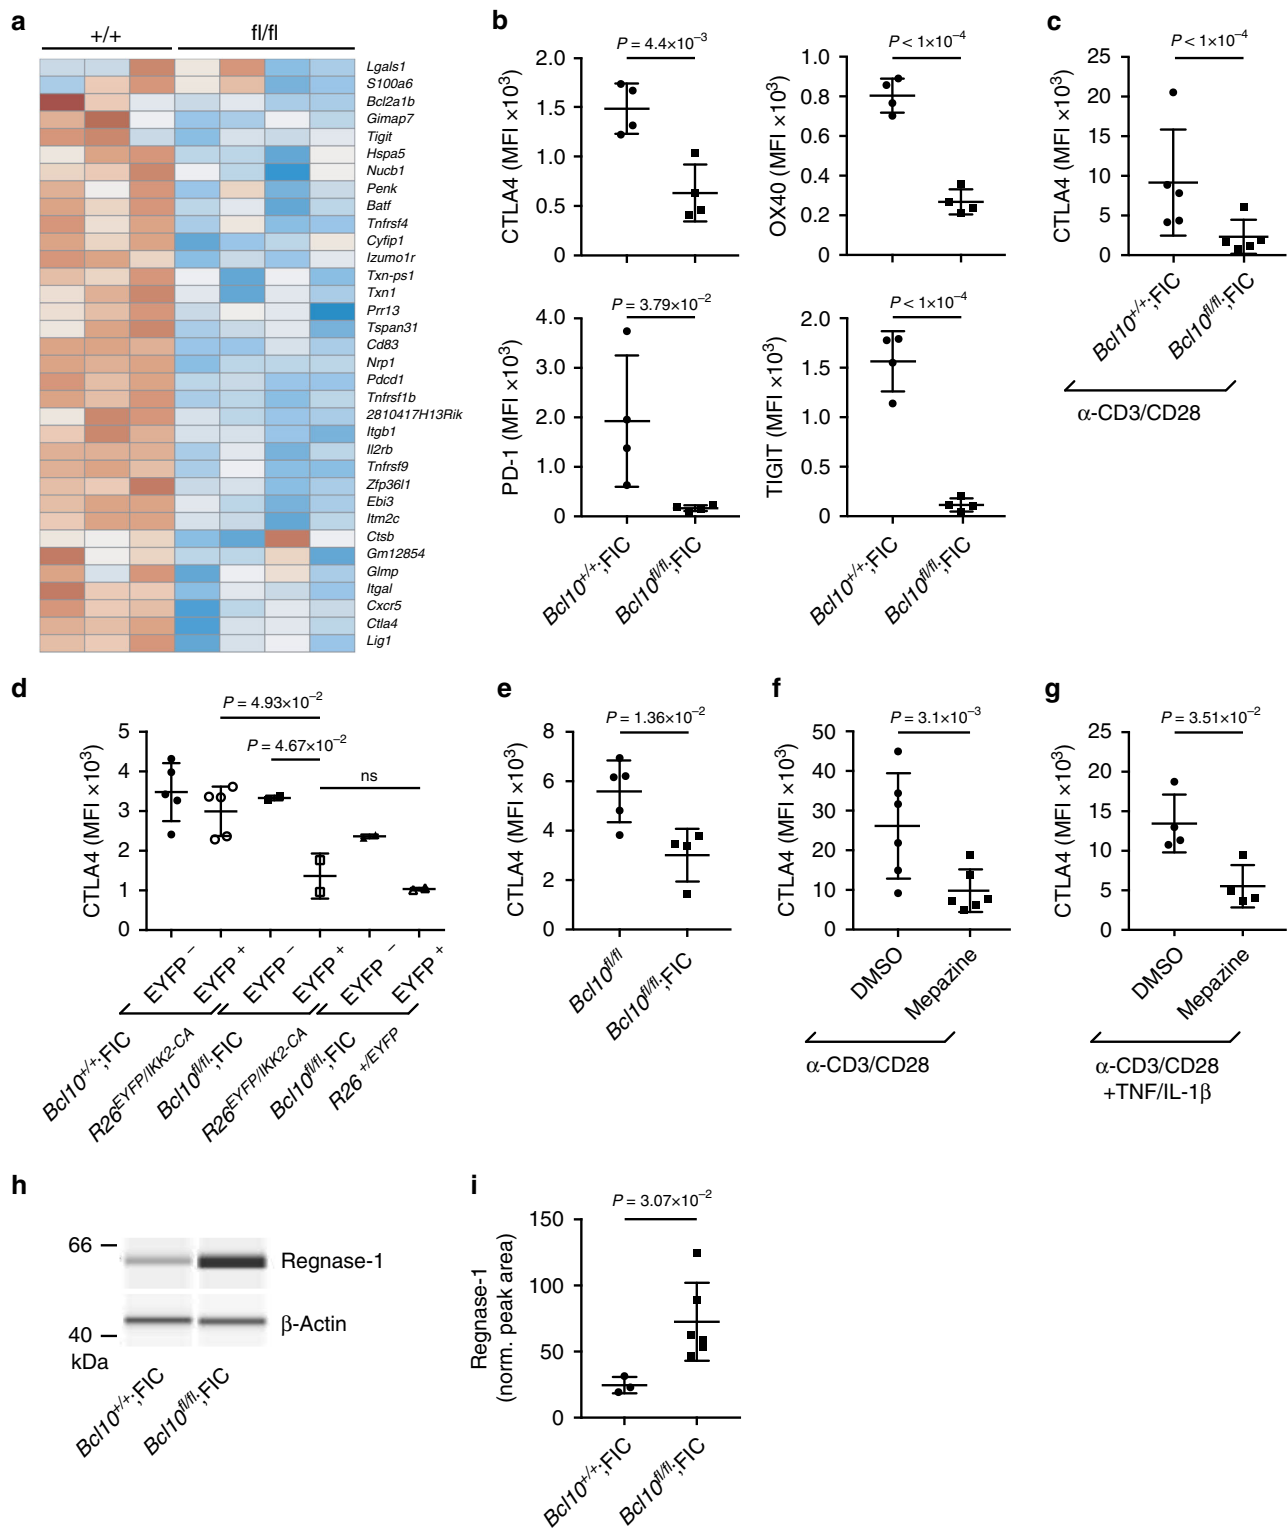 a
+/+ fl/fl
Lgals1
S100a6
Bcl2a1b
Gimap7
Tigit
Hspa5
Nucb1
Penk
Batf
Tnfrsf4
Cyfip1
Izumo1r
Txn-ps1
Txn1
Prr13
Tspan31
Cd83
Nrp1
Pdcd1
Tnfrsf1b
2810417H13Rik
Itgb1
Il2rb
Tnfrsf9
Zfp36l1
Ebi3
Itm2c
Ctsb
Gm12854
Glmp
Itgal
Cxcr5
Ctla4
Lig1
b
P = 4.4×10⁻³
CTLA4 (MFI ×10³)
2.0
1.5
1.0
0.5
0
P < 1×10⁻⁴
OX40 (MFI ×10³)
1.0
0.8
0.6
0.4
0.2
0
P = 3.79×10⁻²
PD-1 (MFI ×10³)
4.0
3.0
2.0
1.0
0
Bcl10⁺/⁺;FIC
Bcl10ᶠˡ/ᶠˡ;FIC
P < 1×10⁻⁴
TIGIT (MFI ×10³)
2.0
1.5
1.0
0.5
0
Bcl10⁺/⁺;FIC
Bcl10ᶠˡ/ᶠˡ;FIC
c
P < 1×10⁻⁴
CTLA4 (MFI ×10³)
25
20
15
10
5
0
Bcl10⁺/⁺;FIC
Bcl10ᶠˡ/ᶠˡ;FIC
α-CD3/CD28
d
P = 4.93×10⁻²
P = 4.67×10⁻²
ns
CTLA4 (MFI ×10³)
5
4
3
2
1
0
EYFP⁻
EYFP⁺
EYFP⁻
EYFP⁺
EYFP⁻
EYFP⁺
Bcl10⁺/⁺;FIC
R26ᴱʸᶠᴾ/ᴵᴷᴷ²⁻ᶜᴬ
Bcl10ᶠˡ/ᶠˡ;FIC
R26ᴱʸᶠᴾ/ᴵᴷᴷ²⁻ᶜᴬ
Bcl10ᶠˡ/ᶠˡ;FIC
R26⁺/ᴱʸᶠᴾ
e
P = 1.36×10⁻²
CTLA4 (MFI ×10³)
8
6
4
2
0
Bcl10ᶠˡ/ᶠˡ
Bcl10ᶠˡ/ᶠˡ;FIC
f
P = 3.1×10⁻³
CTLA4 (MFI ×10³)
50
40
30
20
10
0
DMSO
Mepazine
α-CD3/CD28
g
P = 3.51×10⁻²
CTLA4 (MFI ×10³)
25
20
15
10
5
0
DMSO
Mepazine
α-CD3/CD28
+TNF/IL-1β
h
66
Regnase-1
β-Actin
40
kDa
Bcl10⁺/⁺;FIC
Bcl10ᶠˡ/ᶠˡ;FIC
i
P = 3.07×10⁻²
Regnase-1
(norm. peak area)
150
100
50
0
Bcl10⁺/⁺;FIC
Bcl10ᶠˡ/ᶠˡ;FIC